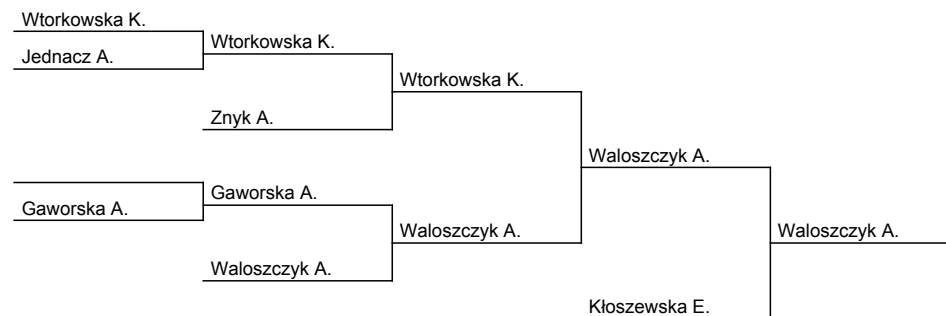 Wtorkowska K.
Jednacz A.
Wtorkowska K.
Wtorkowska K.
Znyk A.
Waloszczyk A.
Gaworska A.
Gaworska A.
Waloszczyk A.
Waloszczyk A.
Waloszczyk A.
Kłoszewska E.